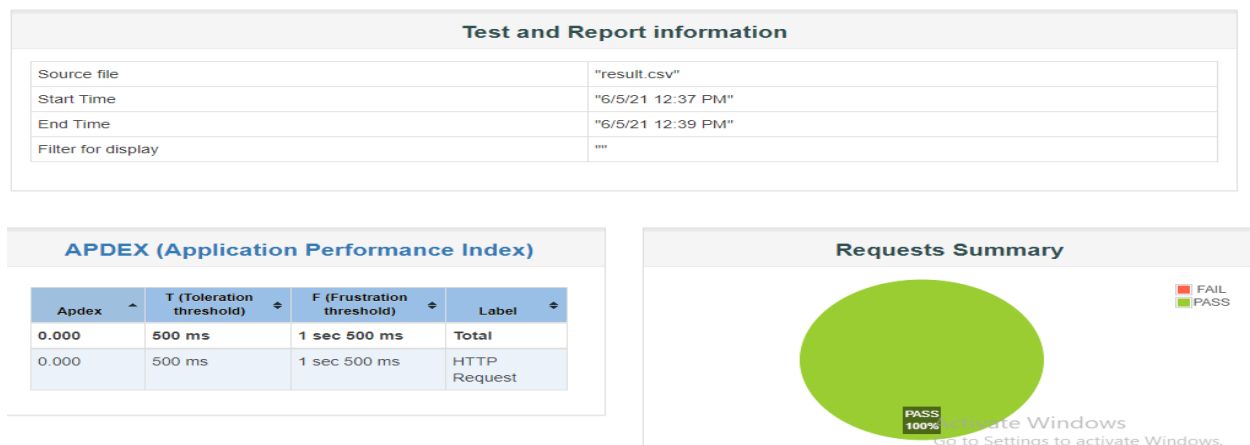 Test and Report information
Source file "result.csv"
Start Time "6/5/21 12:37 PM"
End Time "6/5/21 12:39 PM"
Filter for display ""
APDEX (Application Performance Index)
Apdex T (Toleration threshold) F (Frustration threshold) Label
0.000 500 ms 1 sec 500 ms Total
0.000 500 ms 1 sec 500 ms HTTP Request
Requests Summary
FAIL
PASS
PASS
100%
Activate Windows
Go to Settings to activate Windows.